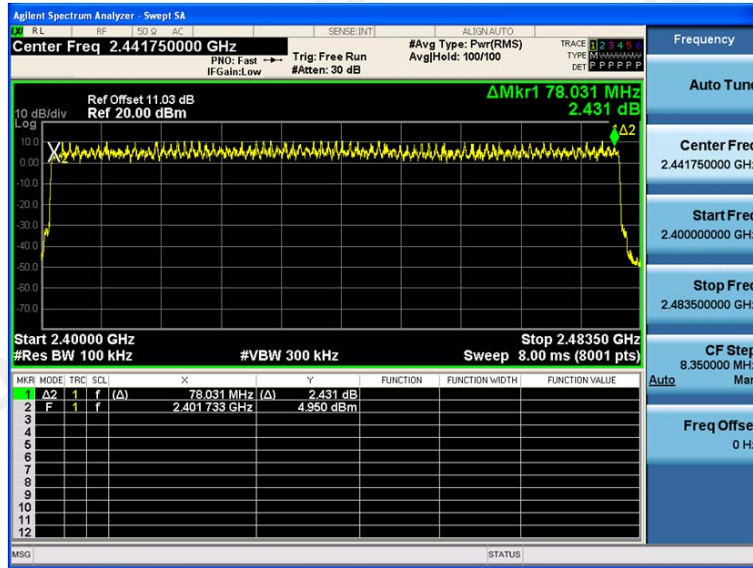 Agilent Spectrum Analyzer - Swept SA
RL RF 50 Ω AC SENSE:INT ALIGN AUTO
Center Freq 2.441750000 GHz
PNO: Fast
IFGain:Low
Trig: Free Run
#Atten: 30 dB
#Avg Type: Pwr(RMS)
Avg|Hold: 100/100
TRACE 1 2 3 4 5 6
TYPE M
DET P P P P P P
Ref Offset 11.03 dB
10 dB/div Ref 20.00 dBm
Log
ΔMkr1 78.031 MHz
2.431 dB
1Δ2
X2
10.0
0.00
-10.0
-20.0
-30.0
-40.0
-50.0
-60.0
-70.0
Start 2.40000 GHz Stop 2.48350 GHz
#Res BW 100 kHz #VBW 300 kHz Sweep 8.00 ms (8001 pts)
MKR MODE TRC SCL X Y FUNCTION FUNCTION WIDTH FUNCTION VALUE
1 Δ2 1 f (Δ) 78.031 MHz (Δ) 2.431 dB
2 F 1 f 2.401 733 GHz 4.950 dBm
3
4
5
6
7
8
9
10
11
12
MSG STATUS
Frequency
Auto Tune
Center Freq
2.441750000 GHz
Start Freq
2.400000000 GHz
Stop Freq
2.483500000 GHz
CF Step
8.350000 MHz
Auto Man
Freq Offset
0 Hz